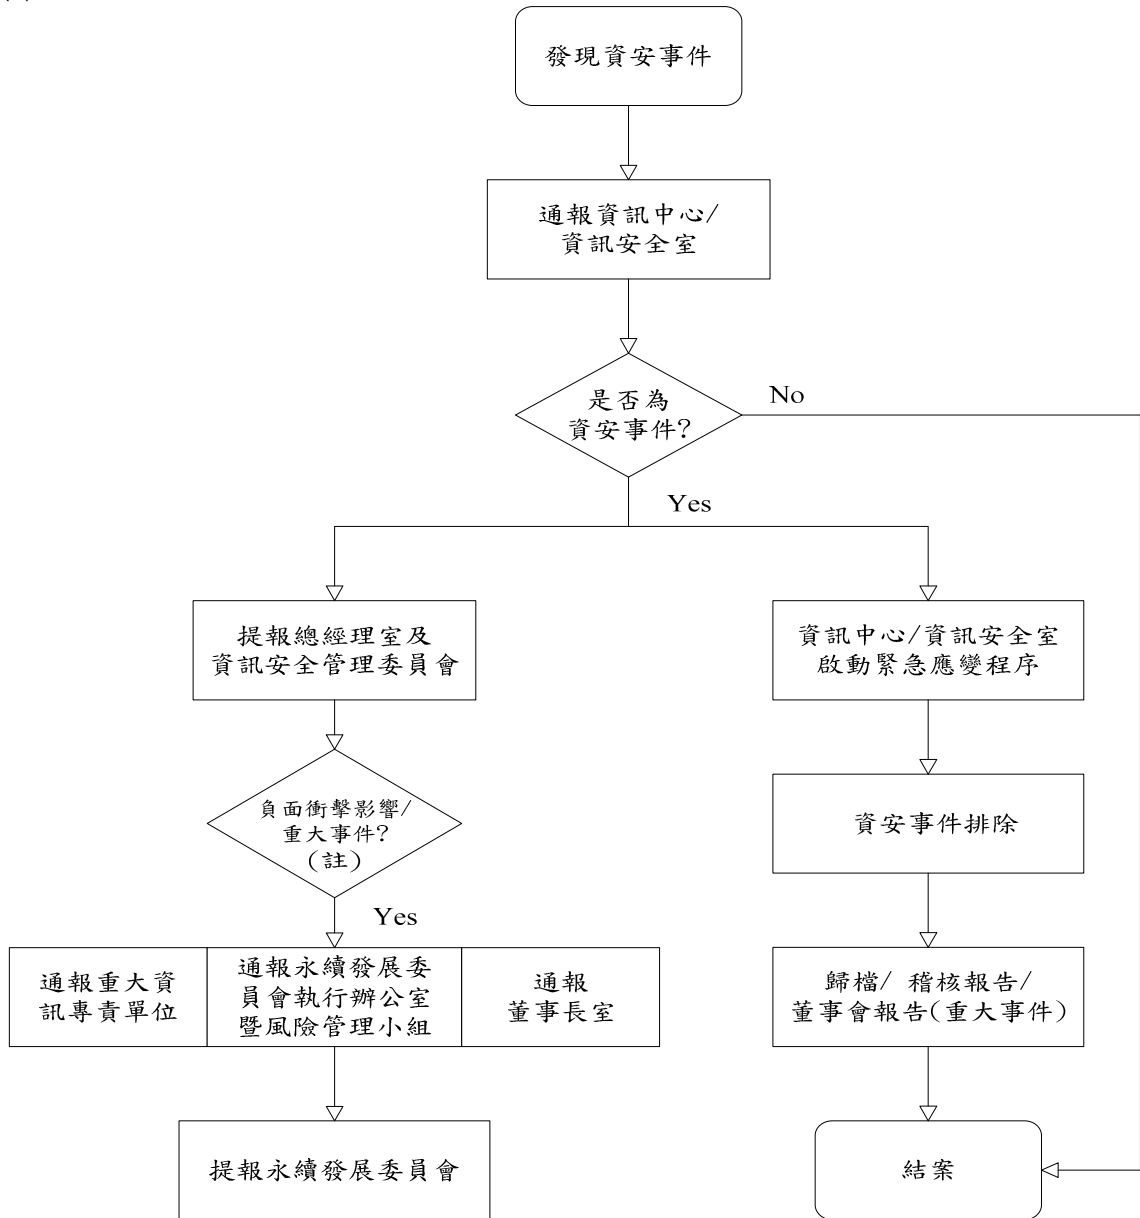 發現資安事件
通報資訊中心/
資訊安全室
是否為
資安事件?
No
Yes
提報總經理室及
資訊安全管理委員會
資訊中心/資訊安全室
啟動緊急應變程序
負面衝擊影響/
重大事件?
(註)
資安事件排除
Yes
通報重大資
訊專責單位
通報永續發展委
員會執行辦公室
暨風險管理小組
通報
董事長室
歸檔/ 稽核報告/
董事會報告(重大事件)
提報永續發展委員會
結案